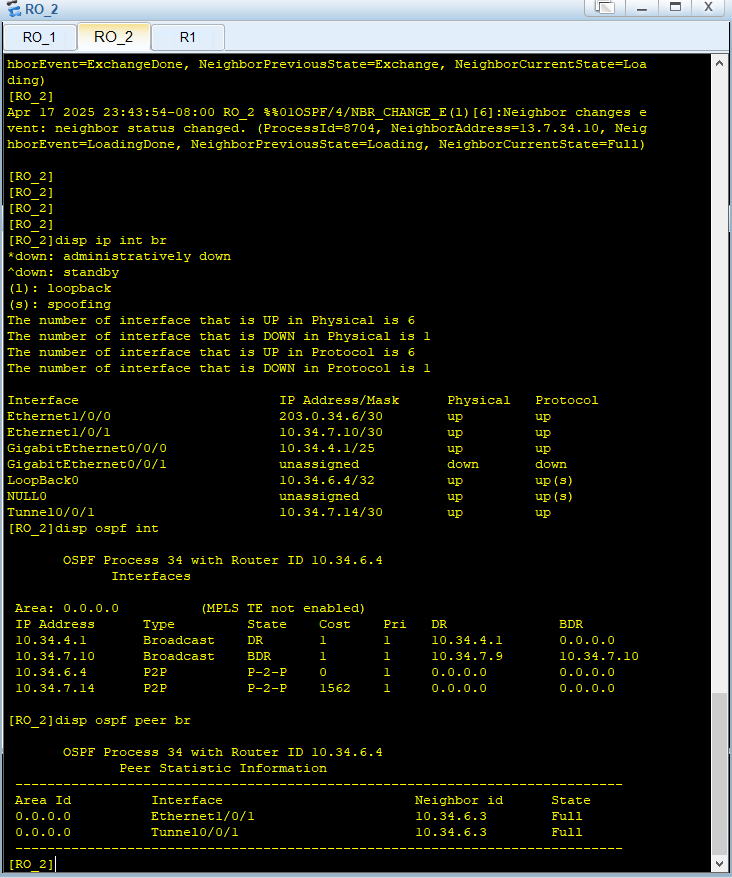 RO_2
RO_1 RO_2 R1
hborEvent=ExchangeDone, NeighborPreviousState=Exchange, NeighborCurrentState=Loa
ding)
[RO_2]
Apr 17 2025 23:43:54-08:00 RO_2 %%01OSPF/4/NBR_CHANGE_E(l)[6]:Neighbor changes e
vent: neighbor status changed. (ProcessId=8704, NeighborAddress=13.7.34.10, Neig
hborEvent=LoadingDone, NeighborPreviousState=Loading, NeighborCurrentState=Full)
[RO_2]
[RO_2]
[RO_2]
[RO_2]
[RO_2]disp ip int br
*down: administratively down
^down: standby
(l): loopback
(s): spoofing
The number of interface that is UP in Physical is 6
The number of interface that is DOWN in Physical is 1
The number of interface that is UP in Protocol is 6
The number of interface that is DOWN in Protocol is 1
Interface IP Address/Mask Physical Protocol
Ethernet1/0/0 203.0.34.6/30 up up
Ethernet1/0/1 10.34.7.10/30 up up
GigabitEthernet0/0/0 10.34.4.1/25 up up
GigabitEthernet0/0/1 unassigned down down
LoopBack0 10.34.6.4/32 up up(s)
NULL0 unassigned up up(s)
Tunnel0/0/1 10.34.7.14/30 up up
[RO_2]disp ospf int
OSPF Process 34 with Router ID 10.34.6.4
Interfaces
Area: 0.0.0.0 (MPLS TE not enabled)
IP Address Type State Cost Pri DR BDR
10.34.4.1 Broadcast DR 1 1 10.34.4.1 0.0.0.0
10.34.7.10 Broadcast BDR 1 1 10.34.7.9 10.34.7.10
10.34.6.4 P2P P-2-P 0 1 0.0.0.0 0.0.0.0
10.34.7.14 P2P P-2-P 1562 1 0.0.0.0 0.0.0.0
[RO_2]disp ospf peer br
OSPF Process 34 with Router ID 10.34.6.4
Peer Statistic Information
----------------------------------------------------------------------------
Area Id Interface Neighbor id State
0.0.0.0 Ethernet1/0/1 10.34.6.3 Full
0.0.0.0 Tunnel0/0/1 10.34.6.3 Full
----------------------------------------------------------------------------
[RO_2]